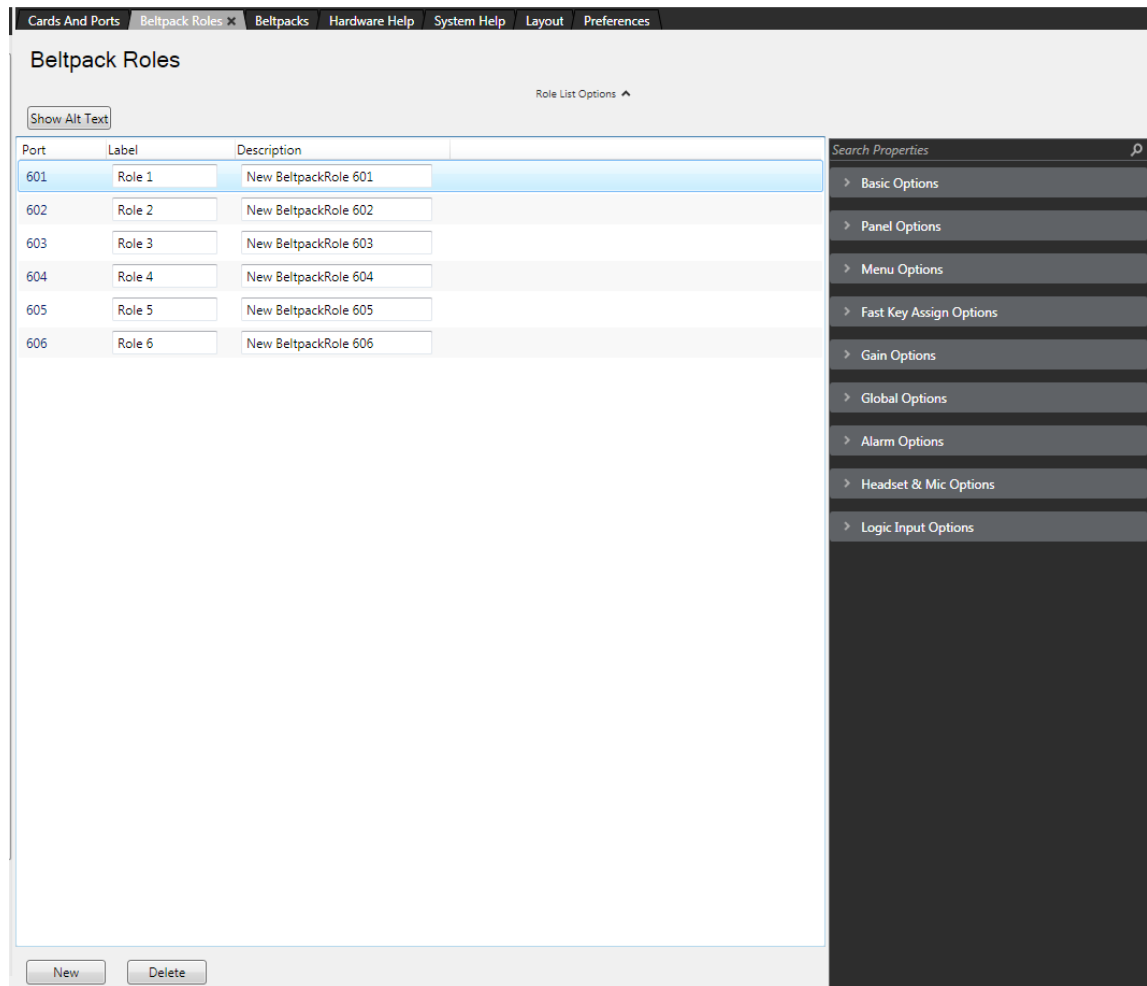 Cards And Ports Beltpack Roles Beltpacks Hardware Help System Help Layout Preferences
Beltpack Roles
Role List Options
Show Alt Text
Port Label Description
601 Role 1 New BeltpackRole 601
602 Role 2 New BeltpackRole 602
603 Role 3 New BeltpackRole 603
604 Role 4 New BeltpackRole 604
605 Role 5 New BeltpackRole 605
606 Role 6 New BeltpackRole 606
Search Properties
Basic Options
Panel Options
Menu Options
Fast Key Assign Options
Gain Options
Global Options
Alarm Options
Headset & Mic Options
Logic Input Options
New Delete